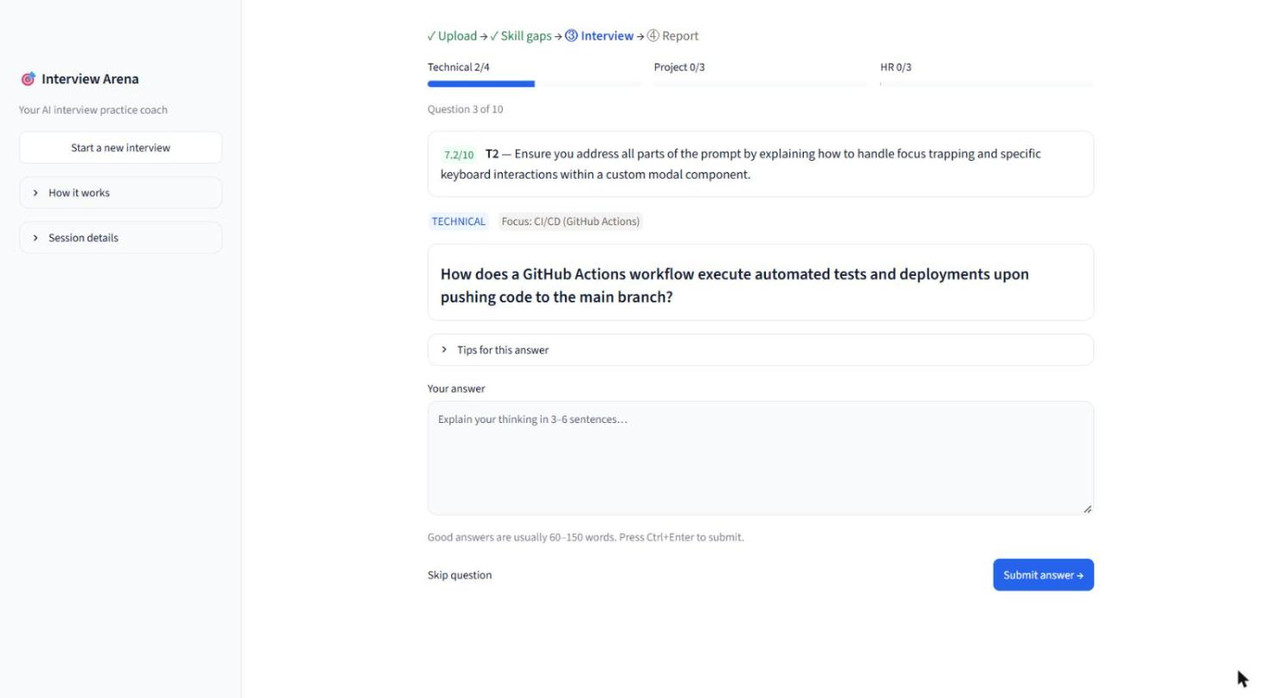 🎯 Interview Arena
Your AI interview practice coach
Start a new interview
How it works
Session details
✓ Upload → ✓ Skill gaps → ③ Interview → ④ Report
Technical 2/4
Project 0/3
HR 0/3
Question 3 of 10
7.2/10 T2 — Ensure you address all parts of the prompt by explaining how to handle focus trapping and specific
keyboard interactions within a custom modal component.
TECHNICAL Focus: CI/CD (GitHub Actions)
How does a GitHub Actions workflow execute automated tests and deployments upon
pushing code to the main branch?
Tips for this answer
Your answer
Explain your thinking in 3–6 sentences…
Good answers are usually 60–150 words. Press Ctrl+Enter to submit.
Skip question
Submit answer →